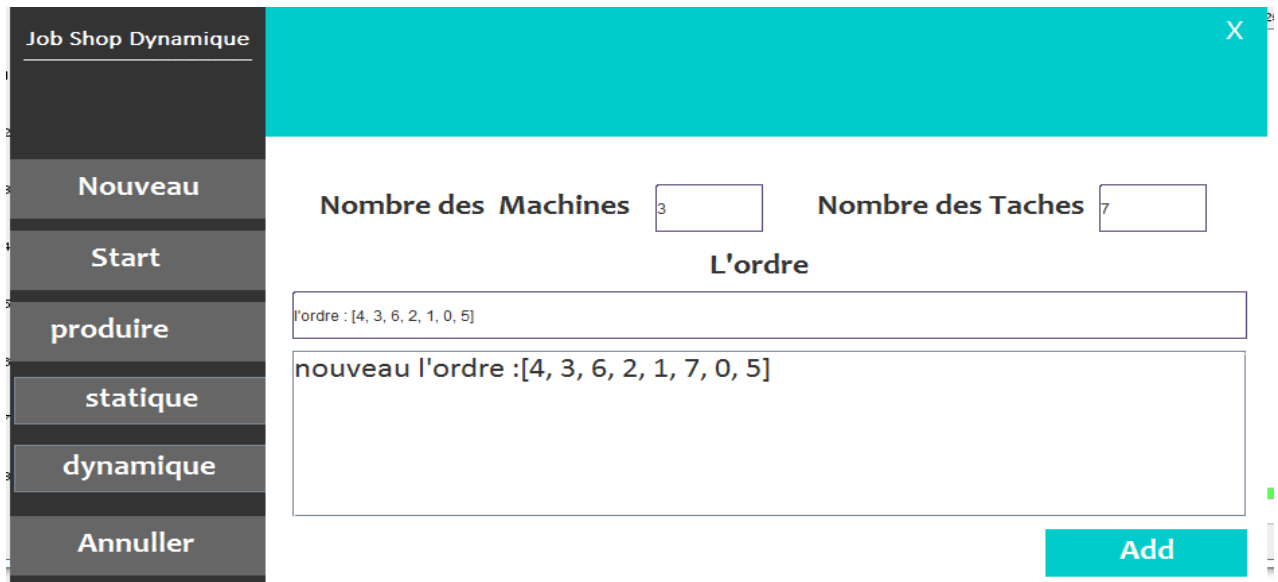 Job Shop Dynamique
X
Nouveau
Start
produire
statique
dynamique
Annuller
Nombre des Machines 3 Nombre des Taches 7
L'ordre
l'ordre : [4, 3, 6, 2, 1, 0, 5]
nouveau l'ordre :[4, 3, 6, 2, 1, 7, 0, 5]
Add